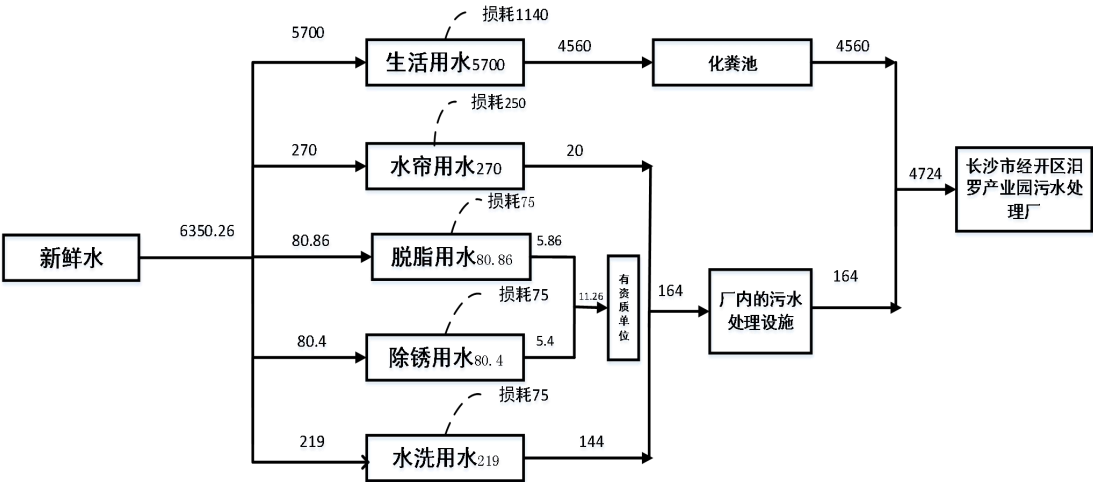 损耗1140
5700
生活用水5700
4560
化粪池
4560
损耗250
270
水帘用水270
20
4724
长沙市经开区汨
罗产业园污水处
理厂
损耗75
新鲜水
6350.26
80.86
脱脂用水80.86
5.86
有
资
质
单
位
11.26
损耗75
164
厂内的污水
处理设施
164
80.4
除锈用水80.4
5.4
损耗75
219
水洗用水219
144